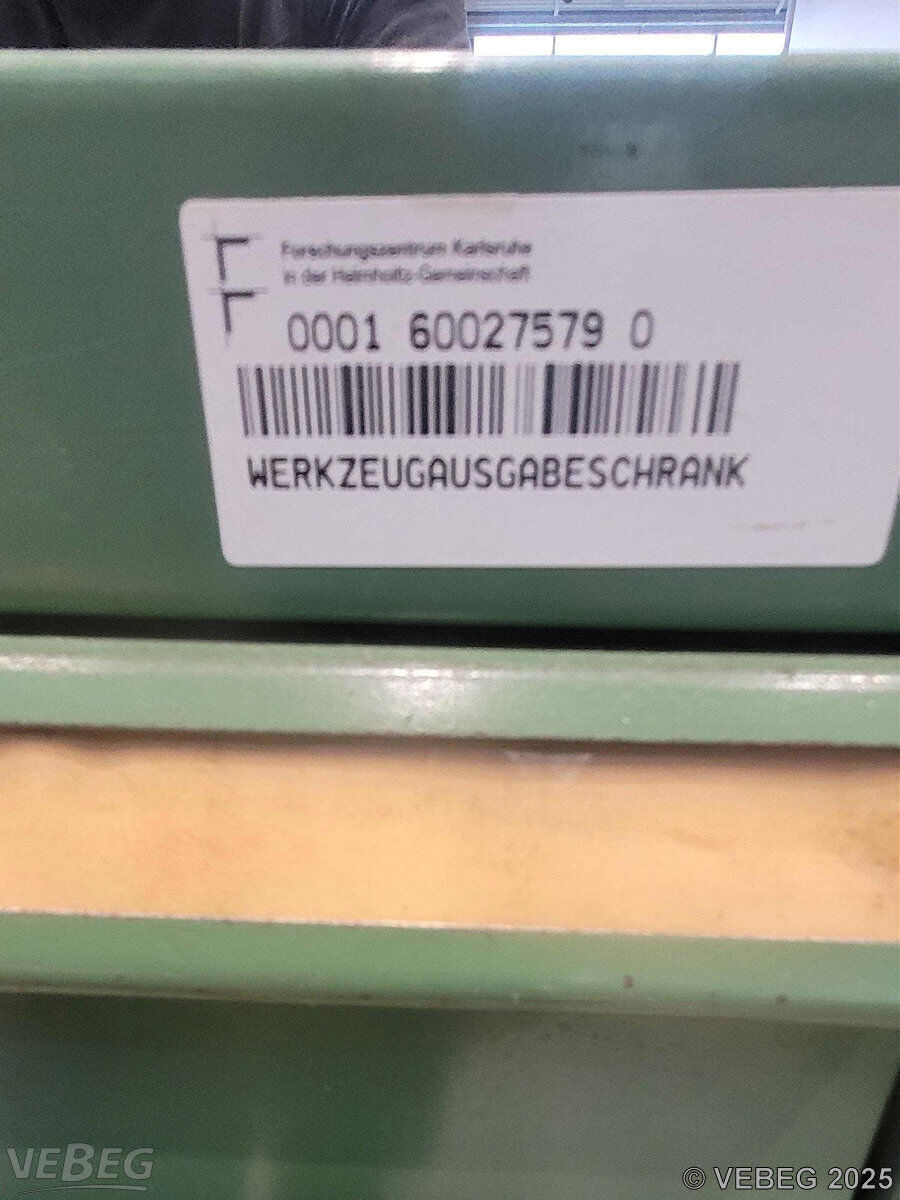 Forschungszentrum Karlsruhe
in der Helmholtz-Gemeinschaft
0001 60027579 0
WERKZEUGAUSGABESCHRANK
VEBEG
© VEBEG 2025